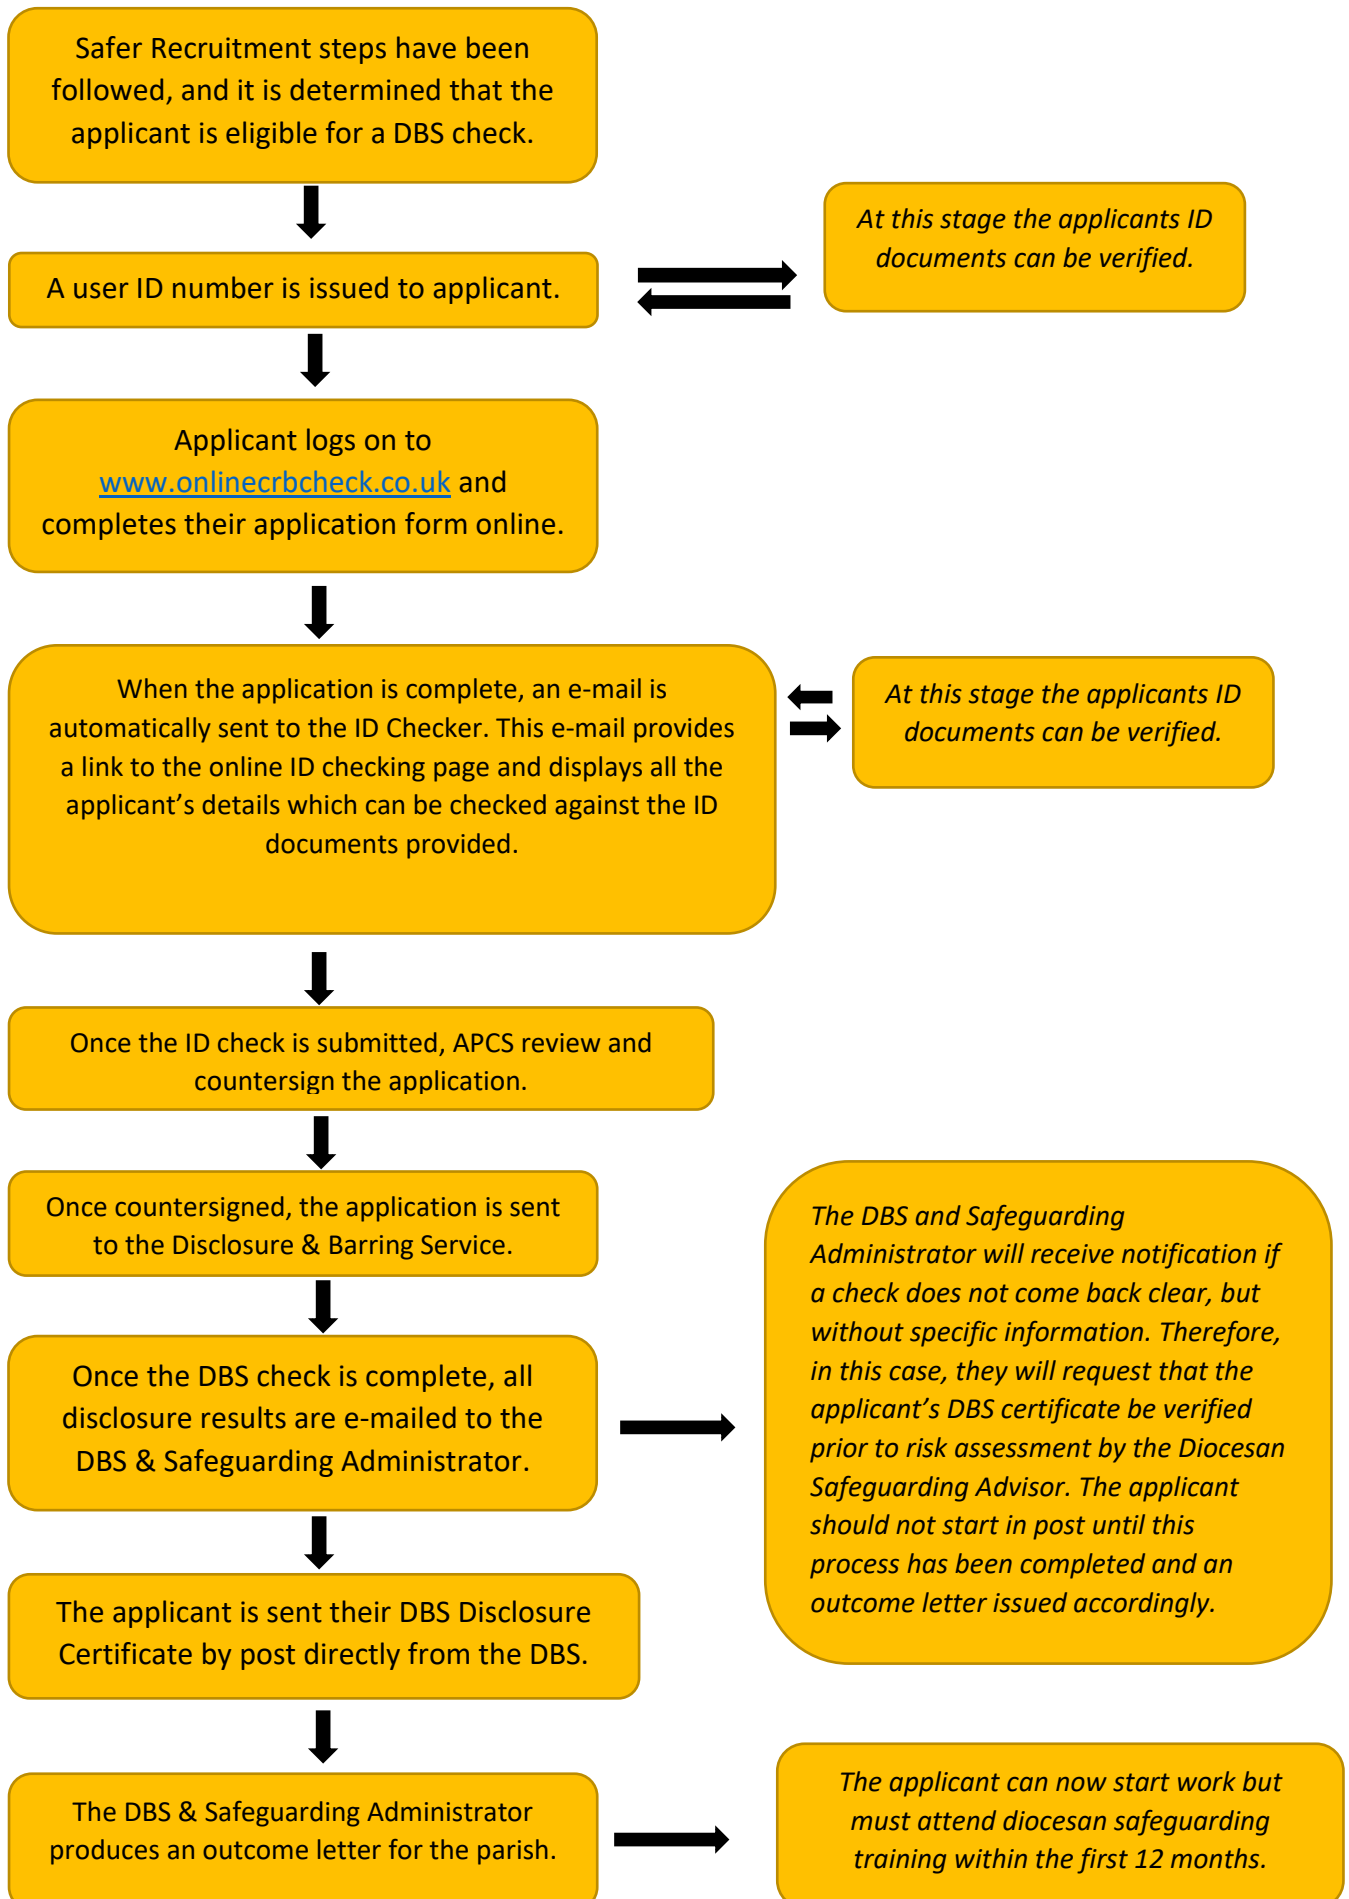 Safer Recruitment steps have been
followed, and it is determined that the
applicant is eligible for a DBS check.
At this stage the applicants ID
documents can be verified.
A user ID number is issued to applicant.
Applicant logs on to
www.onlinecrbcheck.co.uk and
completes their application form online.
When the application is complete, an e-mail is
automatically sent to the ID Checker. This e-mail provides
a link to the online ID checking page and displays all the
applicant’s details which can be checked against the ID
documents provided.
At this stage the applicants ID
documents can be verified.
Once the ID check is submitted, APCS review and
countersign the application.
Once countersigned, the application is sent
to the Disclosure & Barring Service.
Once the DBS check is complete, all
disclosure results are e-mailed to the
DBS & Safeguarding Administrator.
The DBS and Safeguarding
Administrator will receive notification if
a check does not come back clear, but
without specific information. Therefore,
in this case, they will request that the
applicant’s DBS certificate be verified
prior to risk assessment by the Diocesan
Safeguarding Advisor. The applicant
should not start in post until this
process has been completed and an
outcome letter issued accordingly.
The applicant is sent their DBS Disclosure
Certificate by post directly from the DBS.
The DBS & Safeguarding Administrator
produces an outcome letter for the parish.
The applicant can now start work but
must attend diocesan safeguarding
training within the first 12 months.